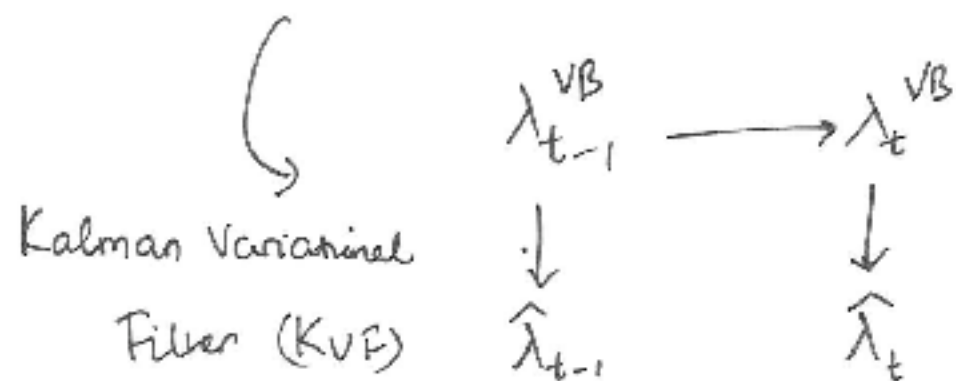 λ_{t-1}^{VB} → λ_t^{VB}
Kalman Variational
Filter (KVF)
λ̂_{t-1} λ̂_t